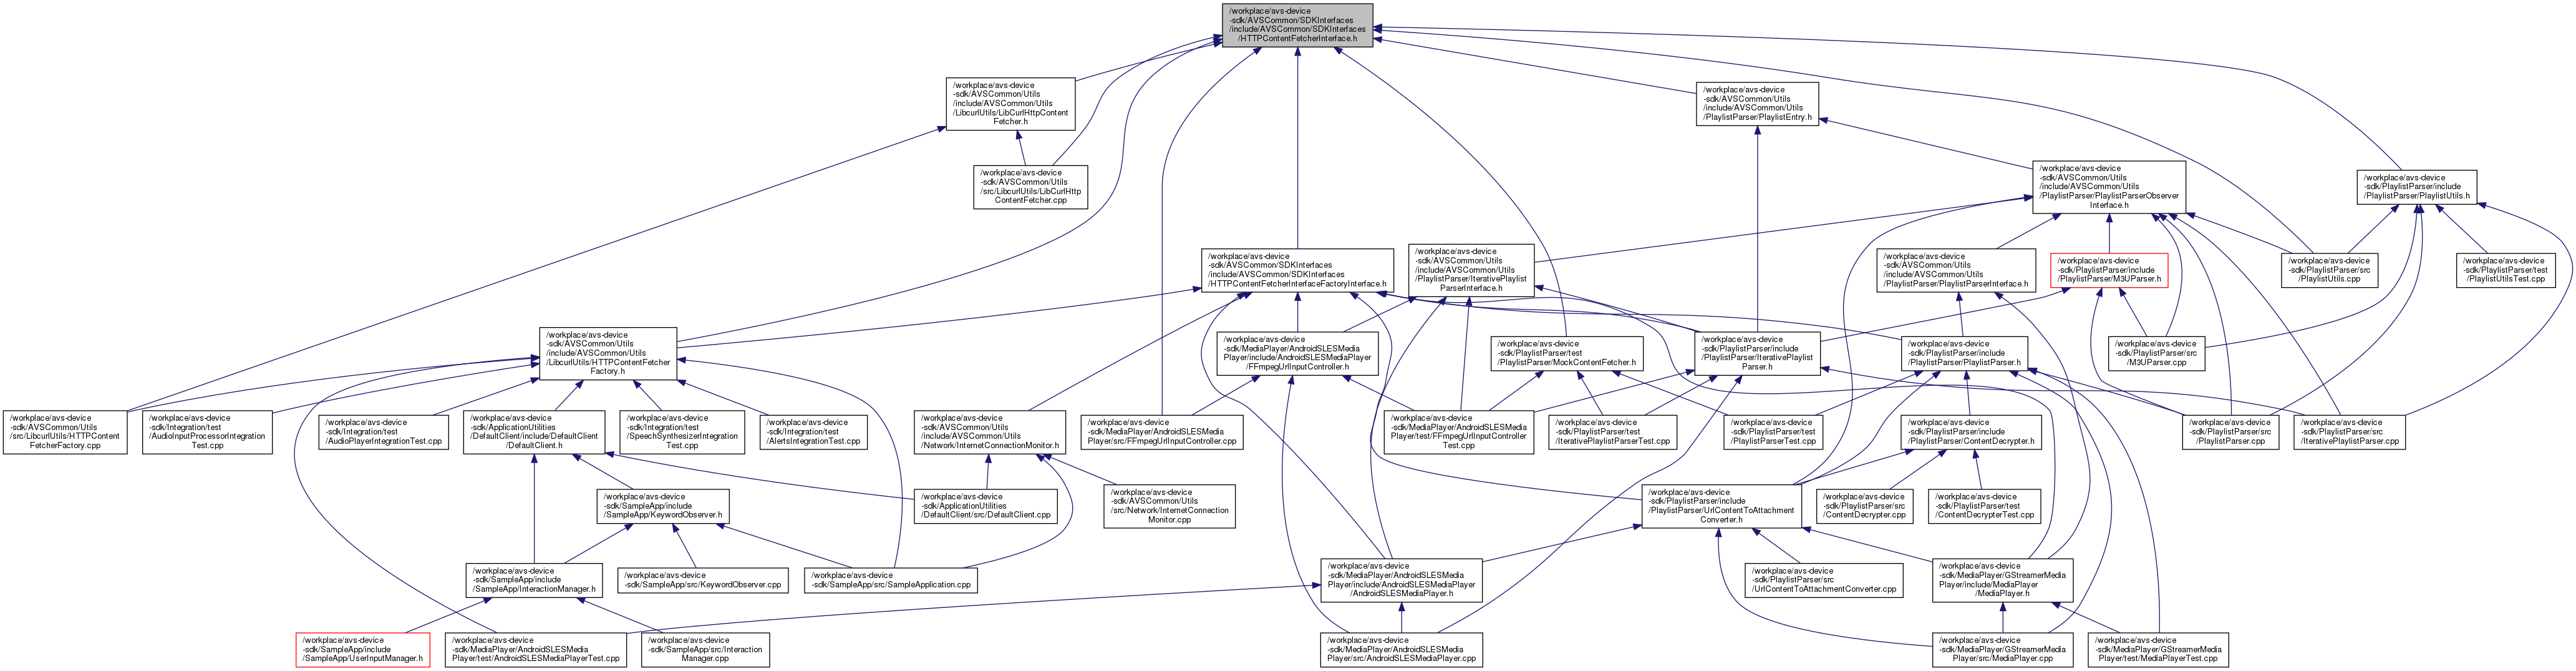 /workplace/avs-device
-sdk/AVSCommon/SDKInterfaces
/include/AVSCommon/SDKInterfaces
/HTTPContentFetcherInterface.h
/workplace/avs-device
-sdk/AVSCommon/Utils
/include/AVSCommon/Utils
/LibcurlUtils/LibCurlHttpContent
Fetcher.h
/workplace/avs-device
-sdk/AVSCommon/Utils
/include/AVSCommon/Utils
/PlaylistParser/PlaylistEntry.h
/workplace/avs-device
-sdk/AVSCommon/Utils
/src/LibcurlUtils/LibCurlHttp
ContentFetcher.cpp
/workplace/avs-device
-sdk/AVSCommon/Utils
/include/AVSCommon/Utils
/PlaylistParser/PlaylistParserObserver
Interface.h
/workplace/avs-device
-sdk/PlaylistParser/include
/PlaylistParser/PlaylistUtils.h
/workplace/avs-device
-sdk/AVSCommon/SDKInterfaces
/include/AVSCommon/SDKInterfaces
/HTTPContentFetcherInterfaceFactoryInterface.h
/workplace/avs-device
-sdk/AVSCommon/Utils
/include/AVSCommon/Utils
/PlaylistParser/IterativePlaylist
ParserInterface.h
/workplace/avs-device
-sdk/AVSCommon/Utils
/include/AVSCommon/Utils
/PlaylistParser/PlaylistParserInterface.h
/workplace/avs-device
-sdk/PlaylistParser/include
/PlaylistParser/M3UParser.h
/workplace/avs-device
-sdk/PlaylistParser/src
/PlaylistUtils.cpp
/workplace/avs-device
-sdk/PlaylistParser/test
/PlaylistUtilsTest.cpp
/workplace/avs-device
-sdk/AVSCommon/Utils
/include/AVSCommon/Utils
/LibcurlUtils/HTTPContentFetcher
Factory.h
/workplace/avs-device
-sdk/MediaPlayer/AndroidSLESMedia
Player/include/AndroidSLESMediaPlayer
/FFmpegUrlInputController.h
/workplace/avs-device
-sdk/PlaylistParser/test
/PlaylistParser/MockContentFetcher.h
/workplace/avs-device
-sdk/PlaylistParser/include
/PlaylistParser/IterativePlaylist
Parser.h
/workplace/avs-device
-sdk/PlaylistParser/include
/PlaylistParser/PlaylistParser.h
/workplace/avs-device
-sdk/PlaylistParser/src
/M3UParser.cpp
/workplace/avs-device
-sdk/AVSCommon/Utils
/src/LibcurlUtils/HTTPContent
FetcherFactory.cpp
/workplace/avs-device
-sdk/Integration/test
/AudioInputProcessorIntegration
Test.cpp
/workplace/avs-device
-sdk/Integration/test
/AudioPlayerIntegrationTest.cpp
/workplace/avs-device
-sdk/ApplicationUtilities
/DefaultClient/include/DefaultClient
/DefaultClient.h
/workplace/avs-device
-sdk/Integration/test
/SpeechSynthesizerIntegration
Test.cpp
/workplace/avs-device
-sdk/Integration/test
/AlertsIntegrationTest.cpp
/workplace/avs-device
-sdk/AVSCommon/Utils
/include/AVSCommon/Utils
/Network/InternetConnectionMonitor.h
/workplace/avs-device
-sdk/MediaPlayer/AndroidSLESMedia
Player/src/FFmpegUrlInputController.cpp
/workplace/avs-device
-sdk/MediaPlayer/AndroidSLESMedia
Player/test/FFmpegUrlInputController
Test.cpp
/workplace/avs-device
-sdk/PlaylistParser/test
/IterativePlaylistParserTest.cpp
/workplace/avs-device
-sdk/PlaylistParser/test
/PlaylistParserTest.cpp
/workplace/avs-device
-sdk/PlaylistParser/include
/PlaylistParser/ContentDecrypter.h
/workplace/avs-device
-sdk/PlaylistParser/src
/PlaylistParser.cpp
/workplace/avs-device
-sdk/PlaylistParser/src
/IterativePlaylistParser.cpp
/workplace/avs-device
-sdk/SampleApp/include
/SampleApp/KeywordObserver.h
/workplace/avs-device
-sdk/ApplicationUtilities
/DefaultClient/src/DefaultClient.cpp
/workplace/avs-device
-sdk/AVSCommon/Utils
/src/Network/InternetConnection
Monitor.cpp
/workplace/avs-device
-sdk/PlaylistParser/include
/PlaylistParser/UrlContentToAttachment
Converter.h
/workplace/avs-device
-sdk/PlaylistParser/src
/ContentDecrypter.cpp
/workplace/avs-device
-sdk/PlaylistParser/test
/ContentDecrypterTest.cpp
/workplace/avs-device
-sdk/SampleApp/include
/SampleApp/InteractionManager.h
/workplace/avs-device
-sdk/SampleApp/src/KeywordObserver.cpp
/workplace/avs-device
-sdk/SampleApp/src/SampleApplication.cpp
/workplace/avs-device
-sdk/MediaPlayer/AndroidSLESMedia
Player/include/AndroidSLESMediaPlayer
/AndroidSLESMediaPlayer.h
/workplace/avs-device
-sdk/PlaylistParser/src
/UrlContentToAttachmentConverter.cpp
/workplace/avs-device
-sdk/MediaPlayer/GStreamerMedia
Player/include/MediaPlayer
/MediaPlayer.h
/workplace/avs-device
-sdk/SampleApp/include
/SampleApp/UserInputManager.h
/workplace/avs-device
-sdk/MediaPlayer/AndroidSLESMedia
Player/test/AndroidSLESMediaPlayerTest.cpp
/workplace/avs-device
-sdk/SampleApp/src/Interaction
Manager.cpp
/workplace/avs-device
-sdk/MediaPlayer/AndroidSLESMedia
Player/src/AndroidSLESMediaPlayer.cpp
/workplace/avs-device
-sdk/MediaPlayer/GStreamerMedia
Player/src/MediaPlayer.cpp
/workplace/avs-device
-sdk/MediaPlayer/GStreamerMedia
Player/test/MediaPlayerTest.cpp